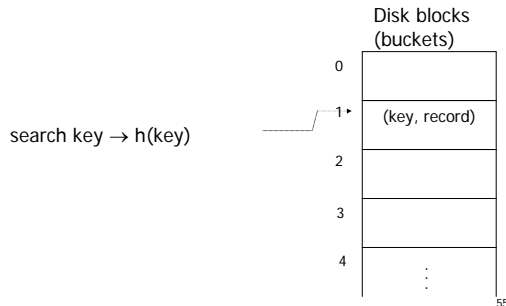 Disk blocks
(buckets)
0
search key → h(key)
1
(key, record)
2
3
4
.
.
.
55